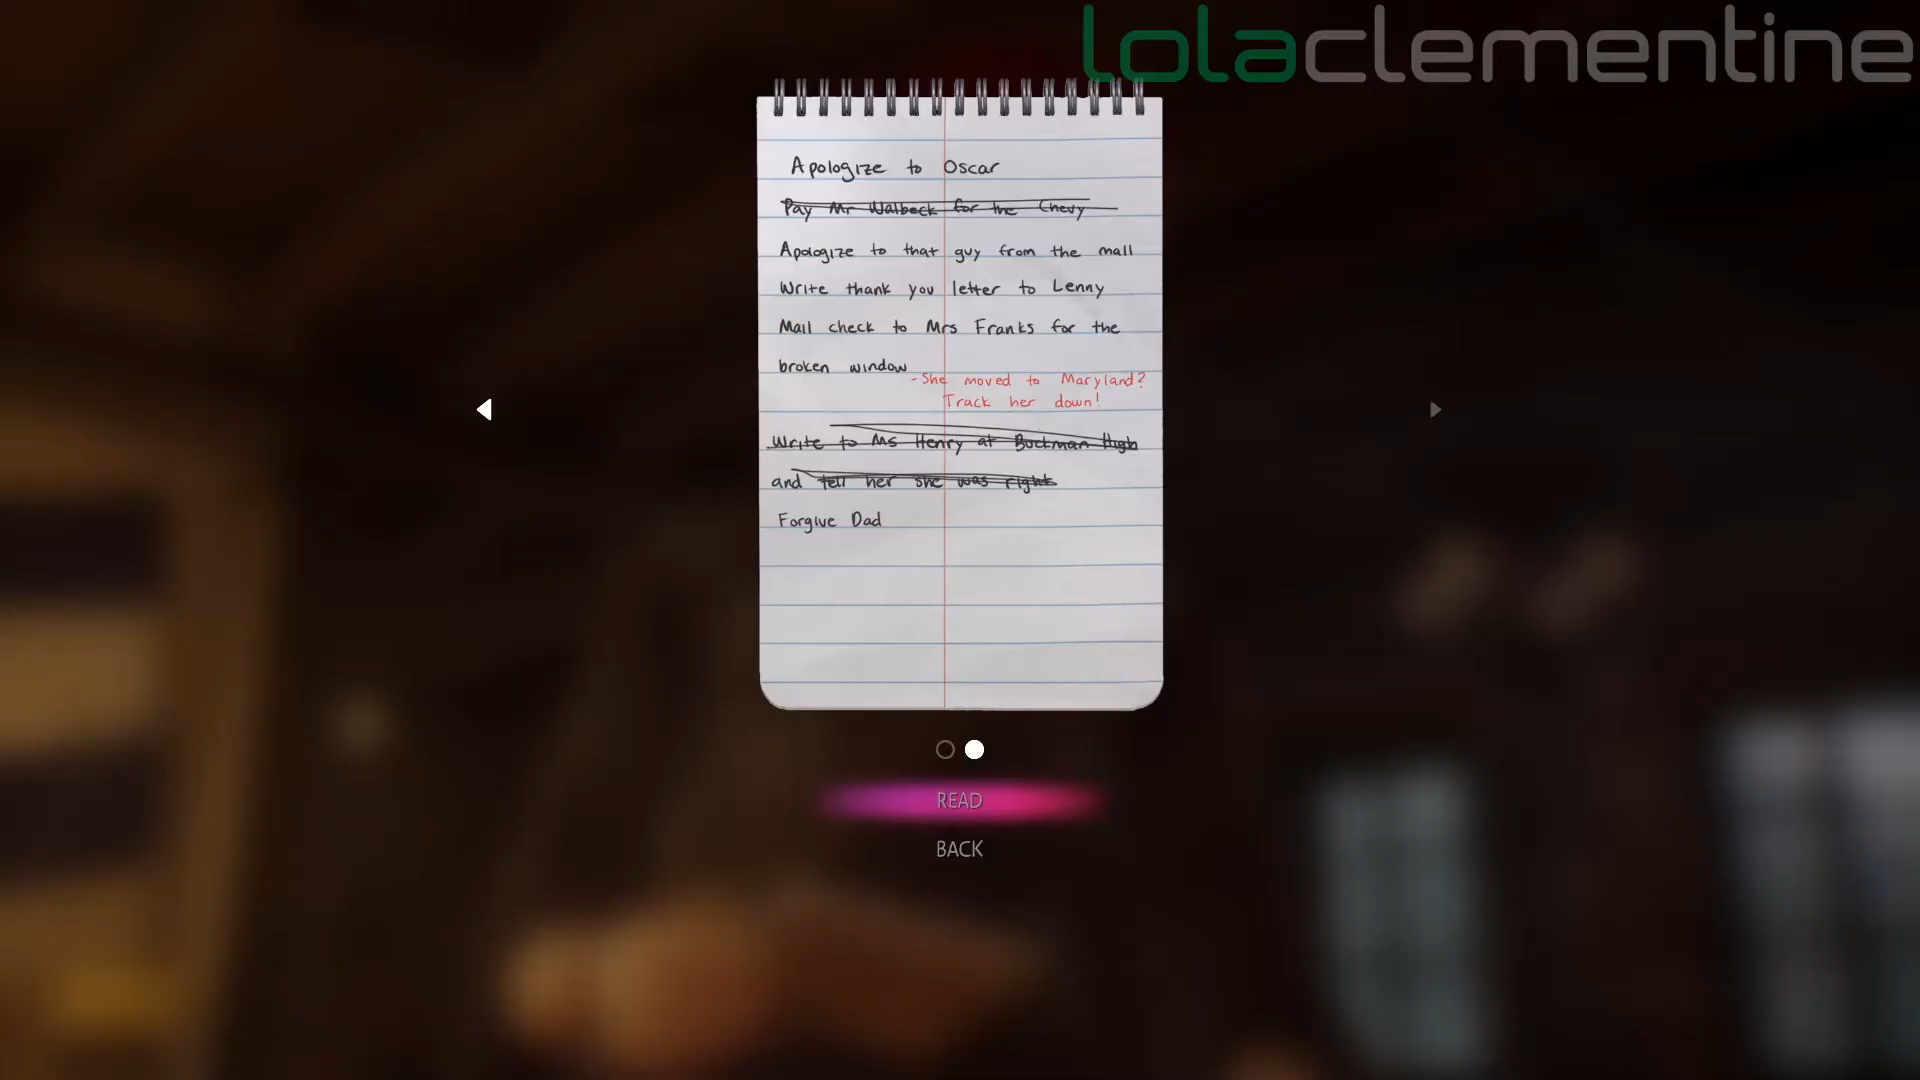 lolaclementine
Apologize to Oscar
Pay Mr Walbeck for the Chevy
Apologize to that guy from the mall
Write thank you letter to Lenny
Mail check to Mrs Franks for the
broken window
- She moved to Maryland?
Track her down!
Write to Ms Henry at Buckman High
and tell her she was right
Forgive Dad
READ
BACK